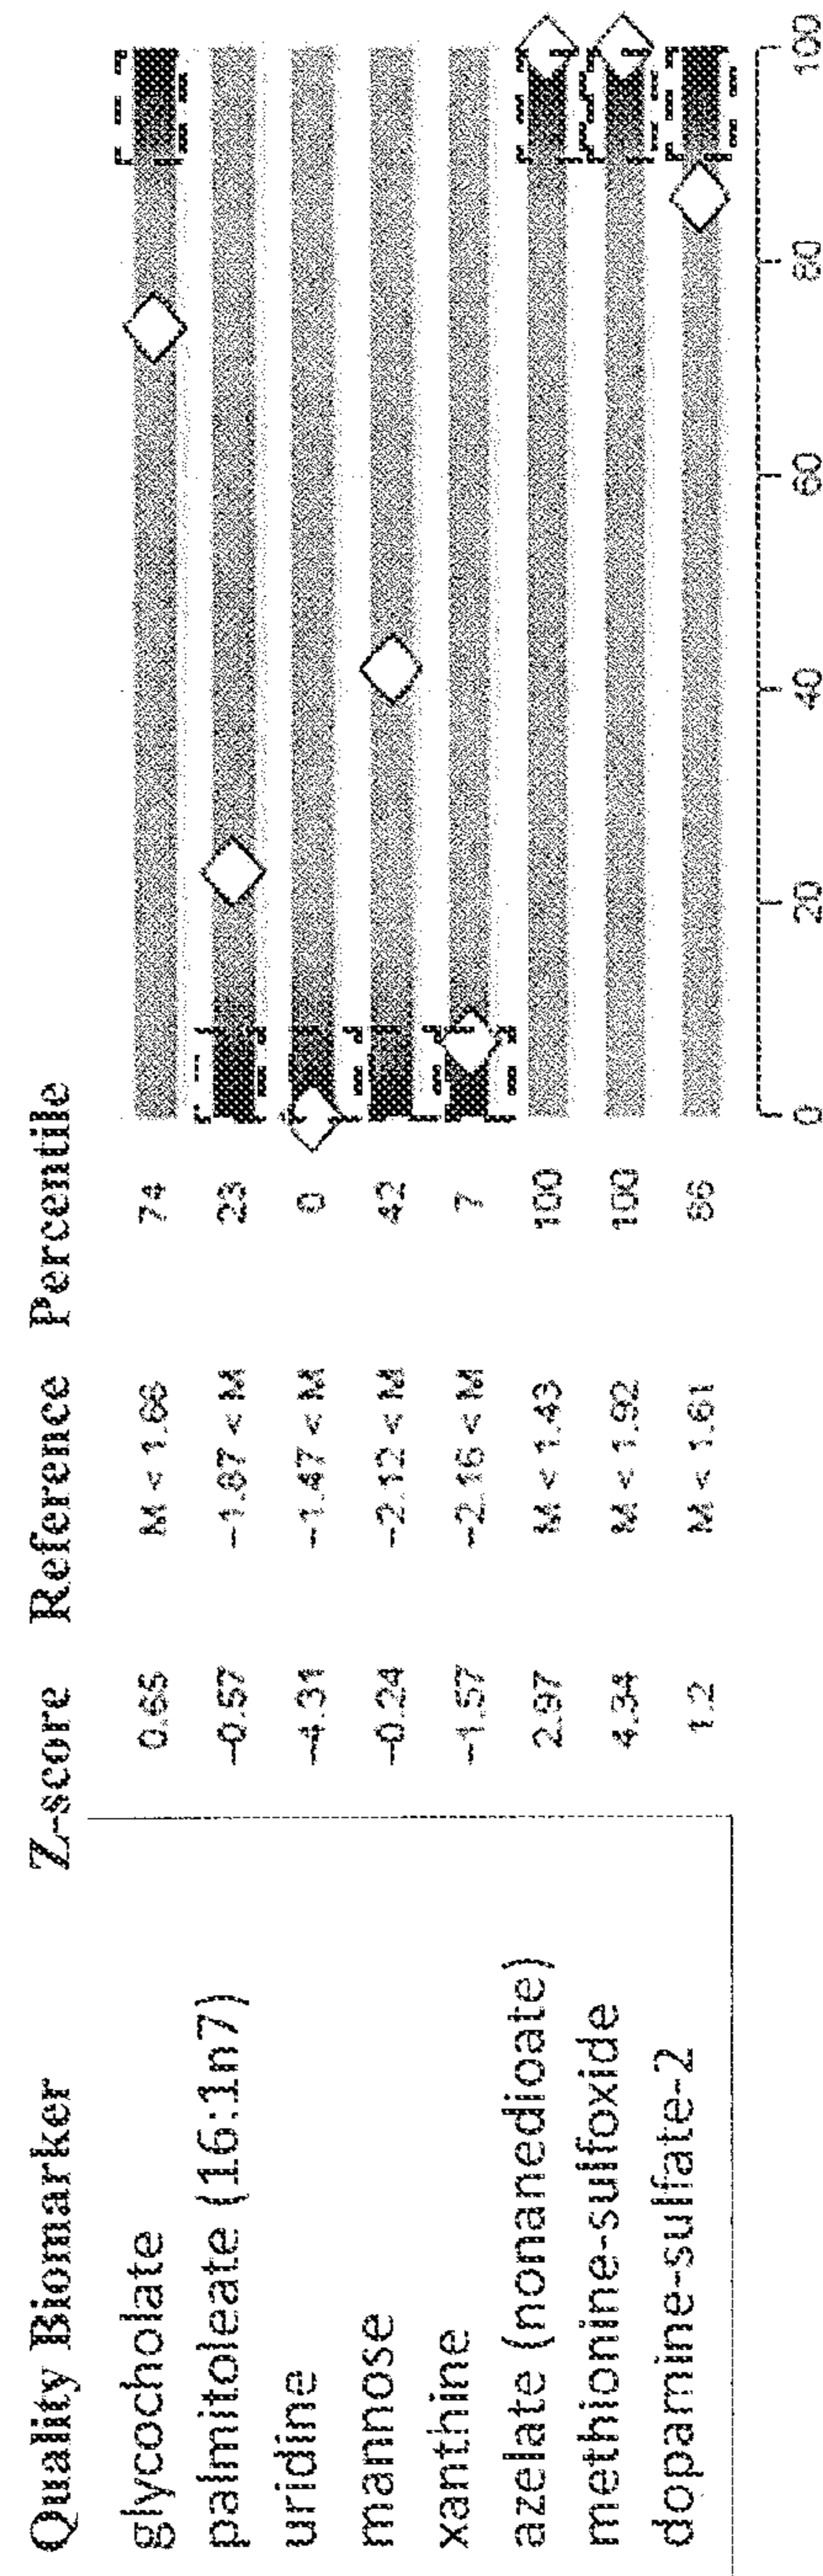 Quality Biomarker Z-score Reference Percentile
glycocholate 0.65 M < 1.66 74
palmitoleate (16:1n7) -0.57 -1.87 < M 23
uridine -4.31 -1.47 < M 0
mannose -0.24 -2.12 < M 42
xanthine -1.57 -2.16 < M 7
azelate (nonanedioate) 2.97 M < 1.43 100
methionine-sulfoxide 4.34 M < 1.92 100
dopamine-sulfate-2 1.2 M < 1.61
0 20 40 60 80 100